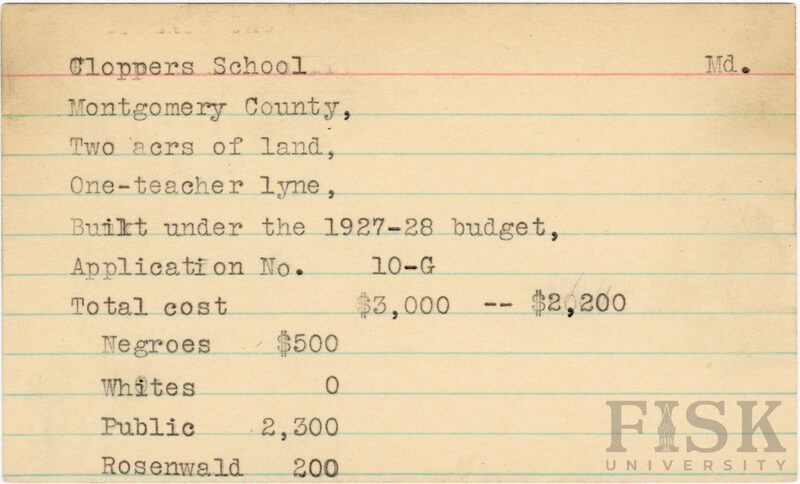 Cloppers School Md.
Montgomery County,
Two acrs of land,
One-teacher lyne,
Built under the 1927-28 budget,
Application No. 10-G
Total cost $3,000 -- $2,200
Negroes $500
Whites 0
Public 2,300
Rosenwald 200
FISK
UNIVERSITY